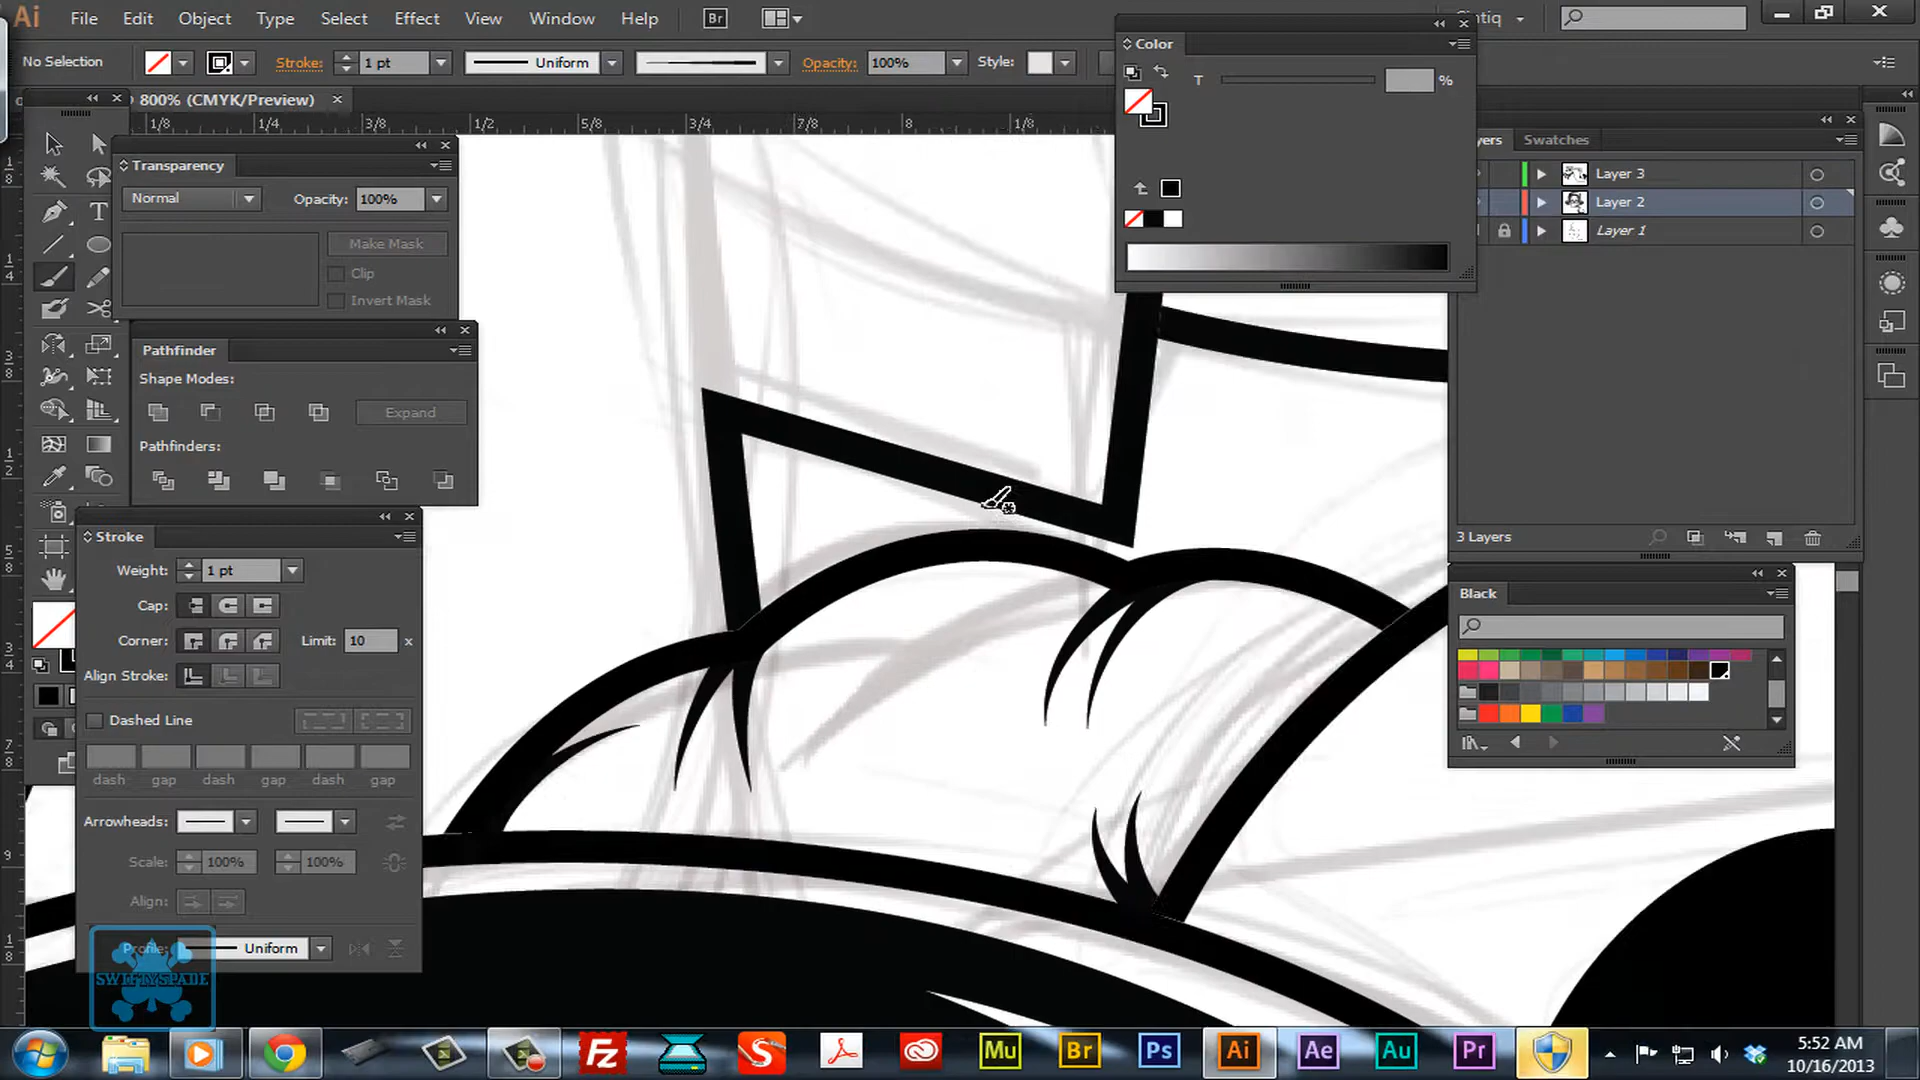 Ai File Edit Object Type Select Effect View Window Help Br
No Selection Stroke: 1 pt Uniform Opacity: 100% Style:
800% (CMYK/Preview) ×
1/8 1/4 3/8 1/2 5/8 3/4 7/8 8 1/8
Transparency
Normal Opacity: 100%
Make Mask
Clip
Invert Mask
Pathfinder
Shape Modes:
Expand
Pathfinders:
Stroke
Weight: 1 pt
Cap:
Corner: Limit: 10 x
Align Stroke:
Dashed Line
dash gap dash gap dash gap
Arrowheads:
Scale: 100% 100%
Align:
Profile: Uniform
SWIFTYSPADE
Color
T %
Swatches
Layer 3
Layer 2
Layer 1
3 Layers
Black
Mu Br Ps Ai Ae Au Pr
5:52 AM
10/16/2013